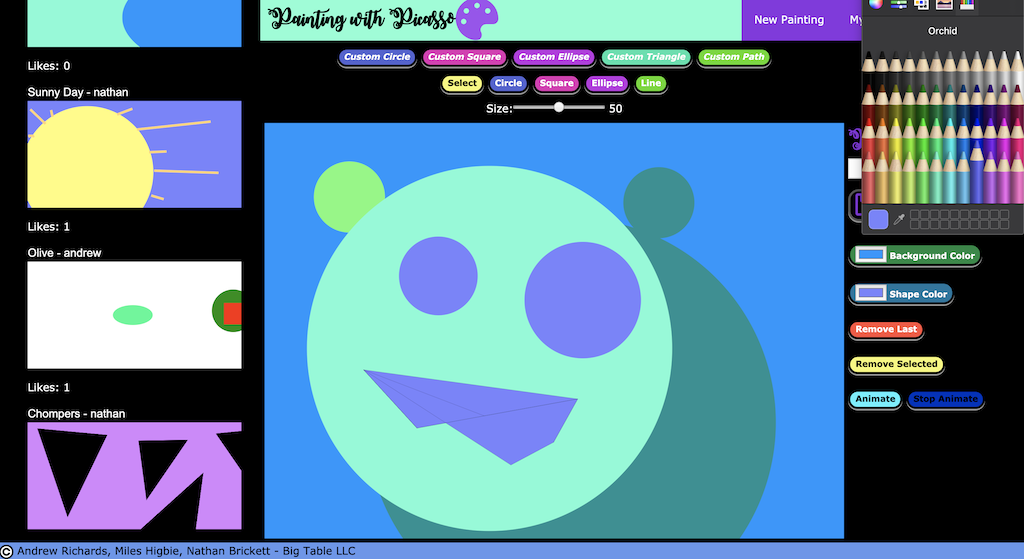 Likes: 0
Sunny Day - nathan
Likes: 1
Olive - andrew
Likes: 1
Chompers - nathan
Painting with Picasso
New Painting
My
Custom Circle
Custom Square
Custom Ellipse
Custom Triangle
Custom Path
Select
Circle
Square
Ellipse
Line
Size:
50
Orchid
Background Color
Shape Color
Remove Last
Remove Selected
Animate
Stop Animate
© Andrew Richards, Miles Higbie, Nathan Brickett - Big Table LLC